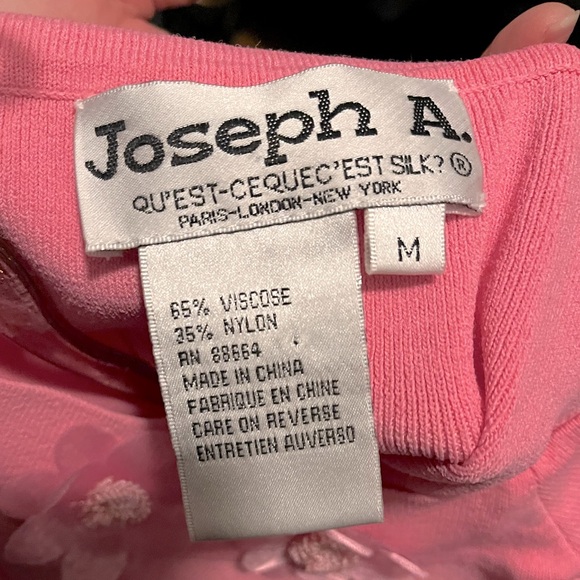 Joseph A.
QU'EST-CEQUEC'EST SILK? ®
PARIS-LONDON-NEW YORK
M
65% VISCOSE
35% NYLON
RN 88664
MADE IN CHINA
FABRIQUE EN CHINE
CARE ON REVERSE
ENTRETIEN AUVERSO